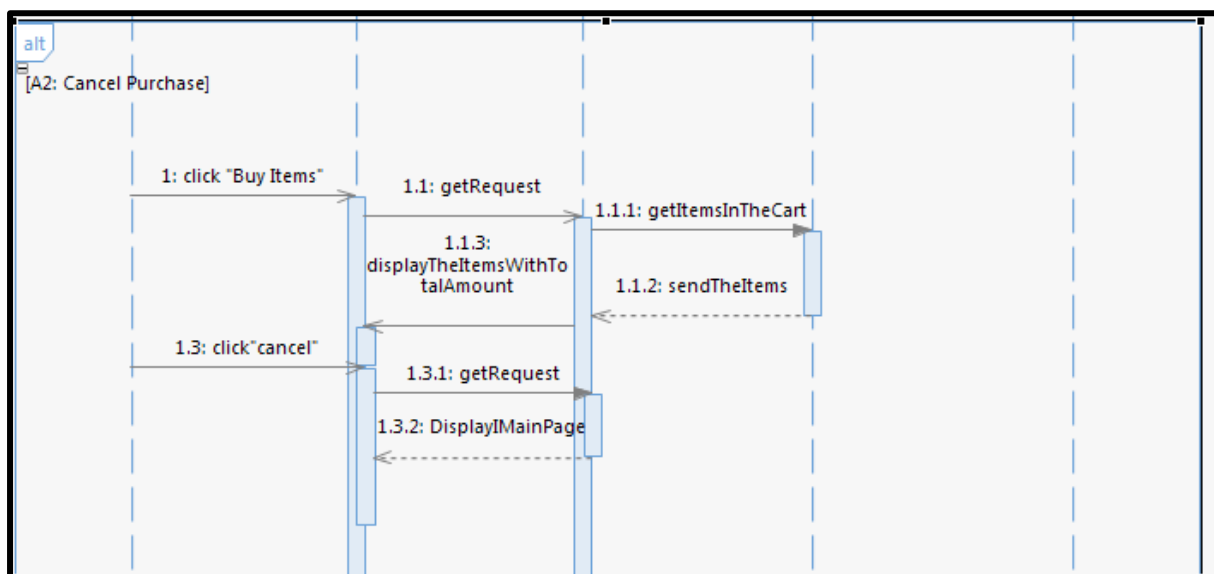 alt
[A2: Cancel Purchase]
1: click "Buy Items"
1.1: getRequest
1.1.1: getItemsInTheCart
1.1.3:
displayTheItemsWithTo
talAmount
1.1.2: sendTheItems
1.3: click"cancel"
1.3.1: getRequest
1.3.2: DisplayIMainPage